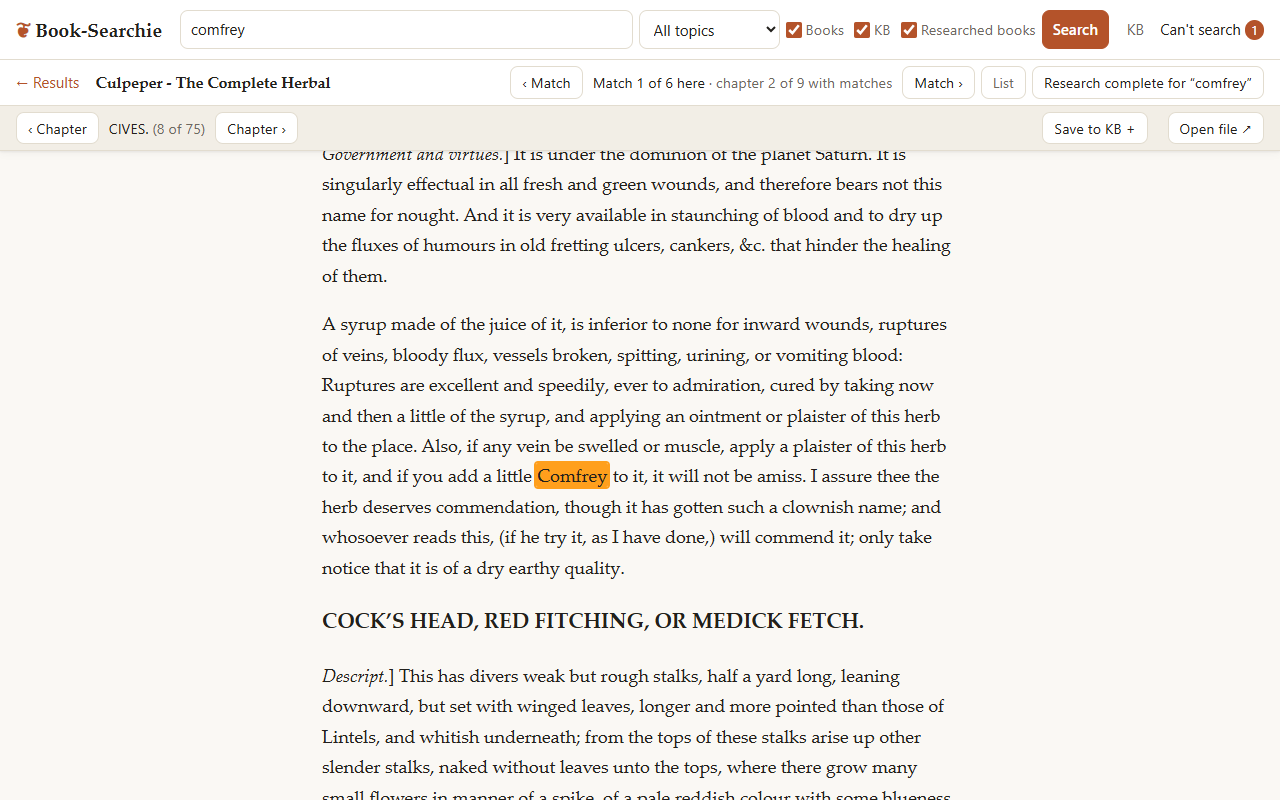 Book-Searchie comfrey All topics Books KB Researched books Search KB Can't search 1
← Results Culpeper - The Complete Herbal ‹ Match Match 1 of 6 here · chapter 2 of 9 with matches Match › List Research complete for “comfrey”
‹ Chapter CIVES. (8 of 75) Chapter › Save to KB + Open file ↗
Government and virtues.] It is under the dominion of the planet Saturn. It is
singularly effectual in all fresh and green wounds, and therefore bears not this
name for nought. And it is very available in staunching of blood and to dry up
the fluxes of humours in old fretting ulcers, cankers, &c. that hinder the healing
of them.
A syrup made of the juice of it, is inferior to none for inward wounds, ruptures
of veins, bloody flux, vessels broken, spitting, urining, or vomiting blood:
Ruptures are excellent and speedily, ever to admiration, cured by taking now
and then a little of the syrup, and applying an ointment or plaister of this herb
to the place. Also, if any vein be swelled or muscle, apply a plaister of this herb
to it, and if you add a little Comfrey to it, it will not be amiss. I assure thee the
herb deserves commendation, though it has gotten such a clownish name; and
whosoever reads this, (if he try it, as I have done,) will commend it; only take
notice that it is of a dry earthy quality.
COCK’S HEAD, RED FITCHING, OR MEDICK FETCH.
Descript.] This has divers weak but rough stalks, half a yard long, leaning
downward, but set with winged leaves, longer and more pointed than those of
Lintels, and whitish underneath; from the tops of these stalks arise up other
slender stalks, naked without leaves unto the tops, where there grow many
small flowers in manner of a spike, of a pale reddish colour with some blueness